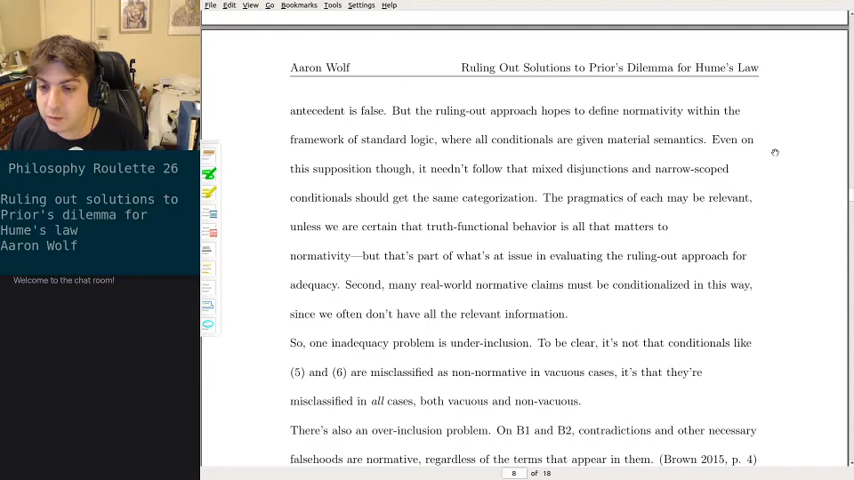 File Edit View Go Bookmarks Tools Settings Help
Aaron Wolf Ruling Out Solutions to Prior's Dilemma for Hume's Law
antecedent is false. But the ruling-out approach hopes to define normativity within the
framework of standard logic, where all conditionals are given material semantics. Even on
this supposition though, it needn't follow that mixed disjunctions and narrow-scoped
conditionals should get the same categorization. The pragmatics of each may be relevant,
unless we are certain that truth-functional behavior is all that matters to
normativity—but that's part of what's at issue in evaluating the ruling-out approach for
adequacy. Second, many real-world normative claims must be conditionalized in this way,
since we often don't have all the relevant information.
So, one inadequacy problem is under-inclusion. To be clear, it's not that conditionals like
(5) and (6) are misclassified as non-normative in vacuous cases, it's that they're
misclassified in all cases, both vacuous and non-vacuous.
There's also an over-inclusion problem. On B1 and B2, contradictions and other necessary
falsehoods are normative, regardless of the terms that appear in them. (Brown 2015, p. 4)
8 of 18
Philosophy Roulette 26
Ruling out solutions to
Prior's dilemma for
Hume's law
Aaron Wolf
Welcome to the chat room!